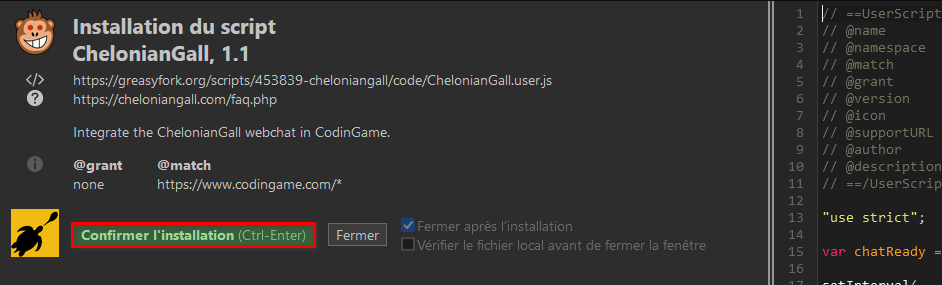 Installation du script
ChelonianGall, 1.1
</> https://greasyfork.org/scripts/453839-cheloniangall/code/ChelonianGall.user.js
? https://cheloniangall.com/faq.php
Integrate the ChelonianGall webchat in CodinGame.
@grant @match
none https://www.codingame.com/*
Confirmer l'installation (Ctrl-Enter) Fermer
Fermer après l'installation
Vérifier le fichier local avant de fermer la fenêtre
1 // ==UserScript
2 // @name
3 // @namespace
4 // @match
5 // @grant
6 // @version
7 // @icon
8 // @supportURL
9 // @author
10 // @description
11 // ==/UserScrip
12
13 "use strict";
14
15 var chatReady =
16
17 setInterval(